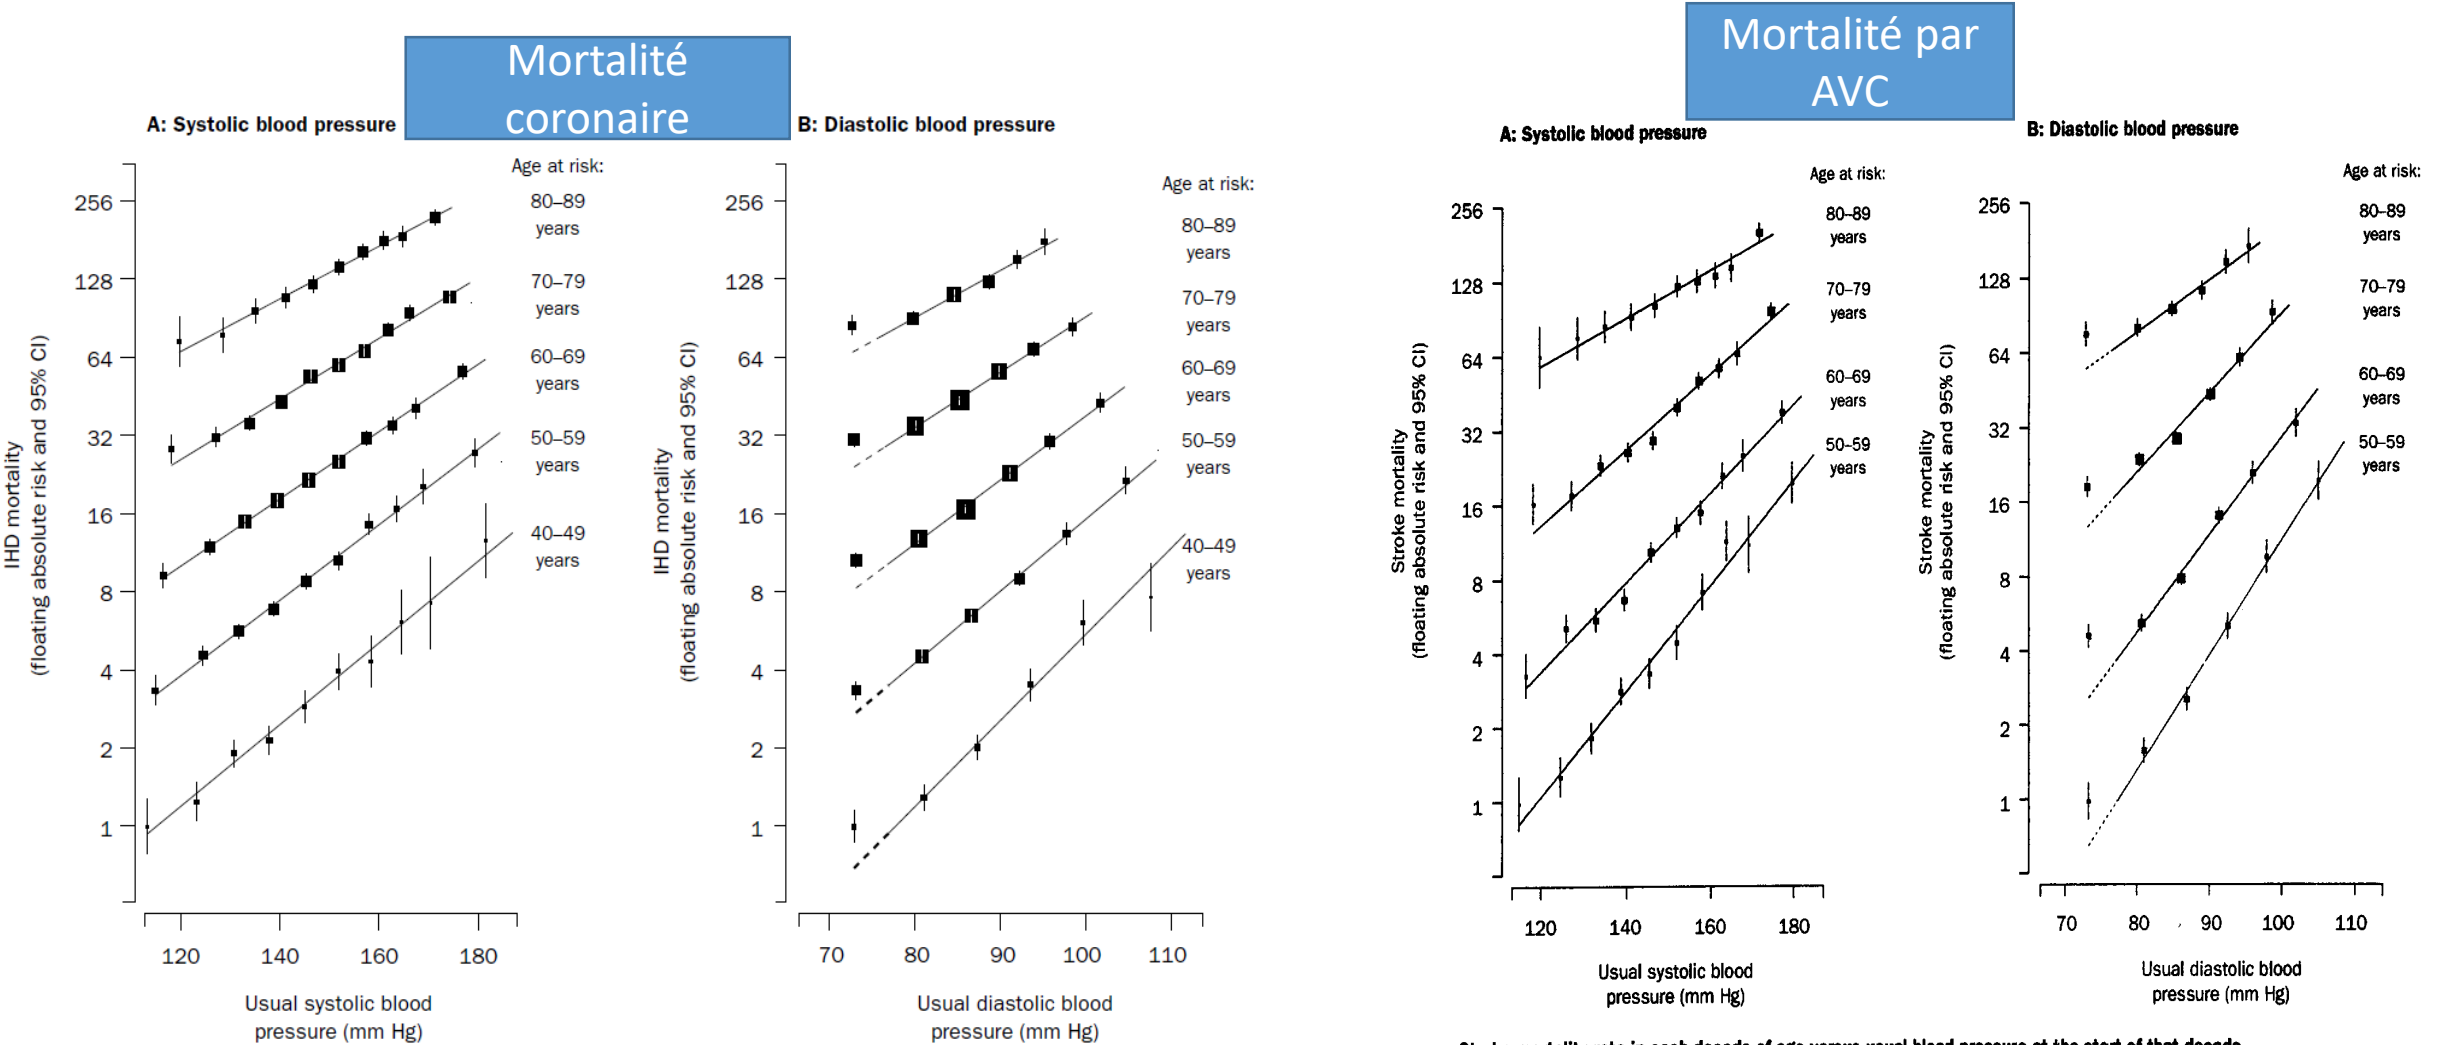 Mortalité
coronaire
A: Systolic blood pressure
Age at risk:
256
128
64
32
16
8
4
2
1
80–89
years
70–79
years
60–69
years
50–59
years
40–49
years
IHD mortality
(floating absolute risk and 95% CI)
120 140 160 180
Usual systolic blood
pressure (mm Hg)
B: Diastolic blood pressure
Age at risk:
256
128
64
32
16
8
4
2
1
80–89
years
70–79
years
60–69
years
50–59
years
40–49
years
IHD mortality
(floating absolute risk and 95% CI)
70 80 90 100 110
Usual diastolic blood
pressure (mm Hg)
Mortalité par
AVC
A: Systolic blood pressure
Age at risk:
256
128
64
32
16
8
4
2
1
80–89
years
70–79
years
60–69
years
50–59
years
Stroke mortality
(floating absolute risk and 95% CI)
120 140 160 180
Usual systolic blood
pressure (mm Hg)
B: Diastolic blood pressure
Age at risk:
256
128
64
32
16
8
4
2
1
80–89
years
70–79
years
60–69
years
50–59
years
Stroke mortality
(floating absolute risk and 95% CI)
70 80 90 100 110
Usual diastolic blood
pressure (mm Hg)